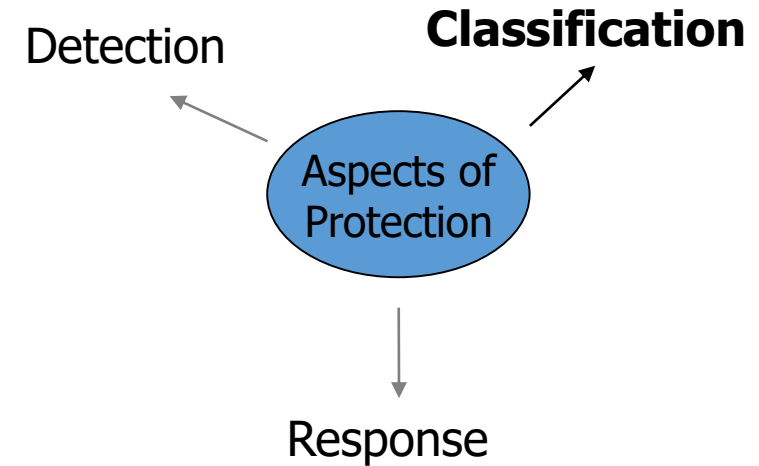 Detection
Classification
Aspects of
Protection
Response